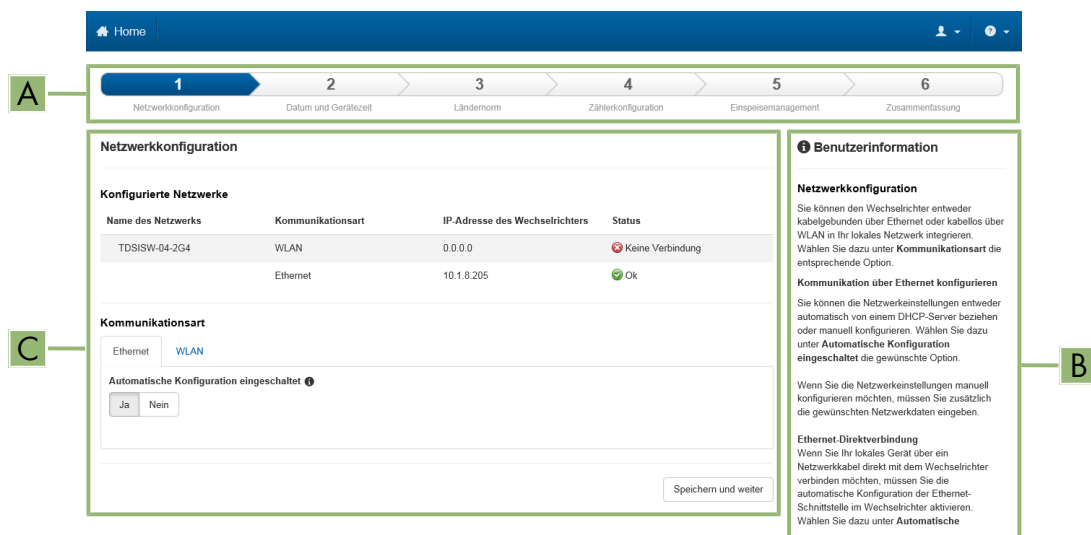 Home
A
1 2 3 4 5 6
Netzwerkkonfiguration Datum und Gerätezeit Ländernorm Zählerkonfiguration Einspeisemanagement Zusammenfassung
C
Netzwerkkonfiguration
Konfigurierte Netzwerke
Name des Netzwerks Kommunikationsart IP-Adresse des Wechselrichters Status
TDSISW-04-2G4 WLAN 0.0.0.0 Keine Verbindung
Ethernet 10.1.8.205 Ok
Kommunikationsart
Ethernet WLAN
Automatische Konfiguration eingeschaltet
Ja Nein
Speichern und weiter
B
Benutzerinformation
Netzwerkkonfiguration
Sie können den Wechselrichter entweder
kabelgebunden über Ethernet oder kabellos über
WLAN in Ihr lokales Netzwerk integrieren.
Wählen Sie dazu unter Kommunikationsart die
entsprechende Option.
Kommunikation über Ethernet konfigurieren
Sie können die Netzwerkeinstellungen entweder
automatisch von einem DHCP-Server beziehen
oder manuell konfigurieren. Wählen Sie dazu
unter Automatische Konfiguration
eingeschaltet die gewünschte Option.
Wenn Sie die Netzwerkeinstellungen manuell
konfigurieren möchten, müssen Sie zusätzlich
die gewünschten Netzwerkdaten eingeben.
Ethernet-Direktverbindung
Wenn Sie Ihr lokales Gerät über ein
Netzwerkkabel direkt mit dem Wechselrichter
verbinden möchten, müssen Sie die
automatische Konfiguration der Ethernet-
Schnittstelle im Wechselrichter aktivieren.
Wählen Sie dazu unter Automatische